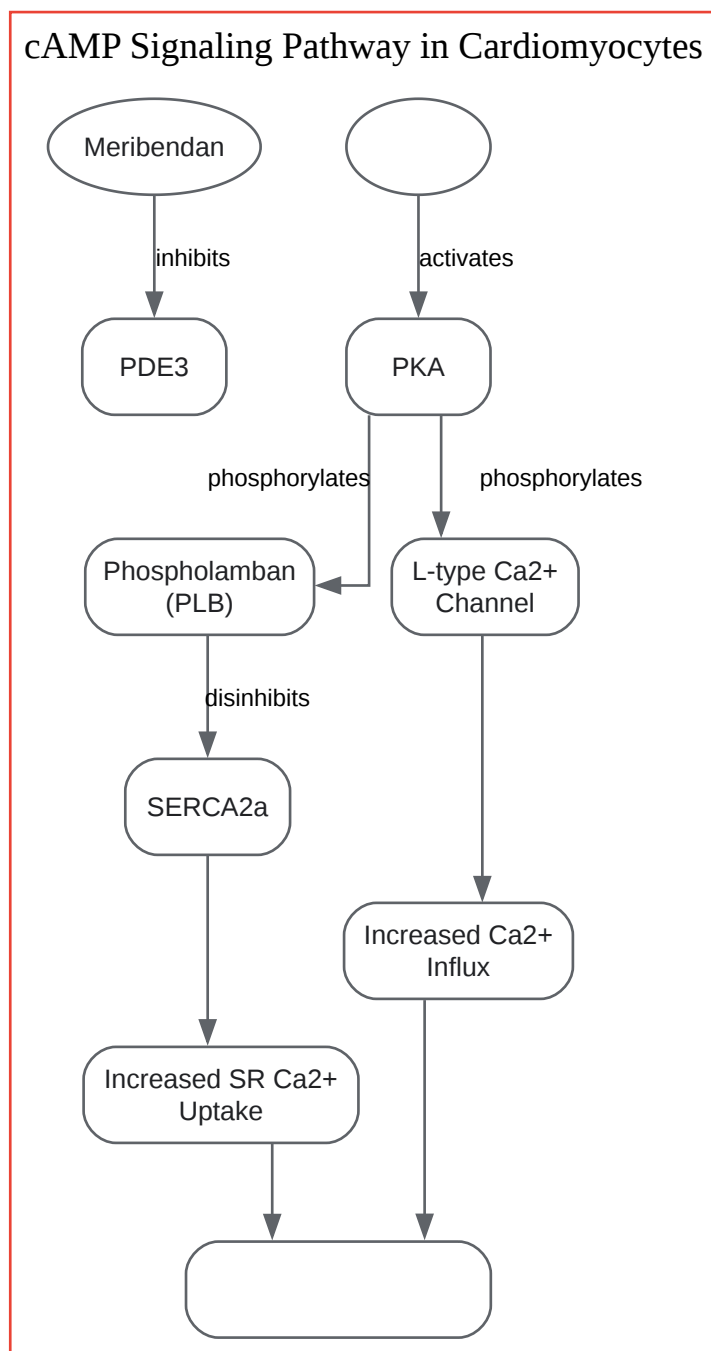 cAMP Signaling Pathway in Cardiomyocytes
Meribendan
inhibits
activates
PDE3
PKA
phosphorylates
phosphorylates
Phospholamban
(PLB)
L-type Ca2+
Channel
disinhibits
SERCA2a
Increased Ca2+
Influx
Increased SR Ca2+
Uptake